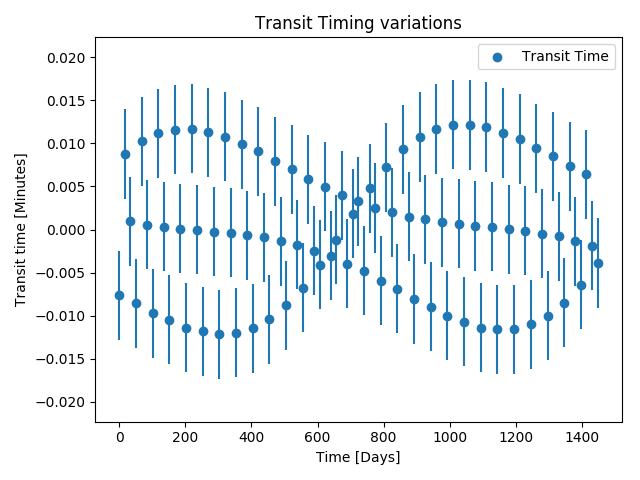 Transit Timing variations
Transit Time
0.020
0.015
0.010
0.005
0.000
−0.005
−0.010
−0.015
−0.020
Transit time [Minutes]
0 200 400 600 800 1000 1200 1400
Time [Days]